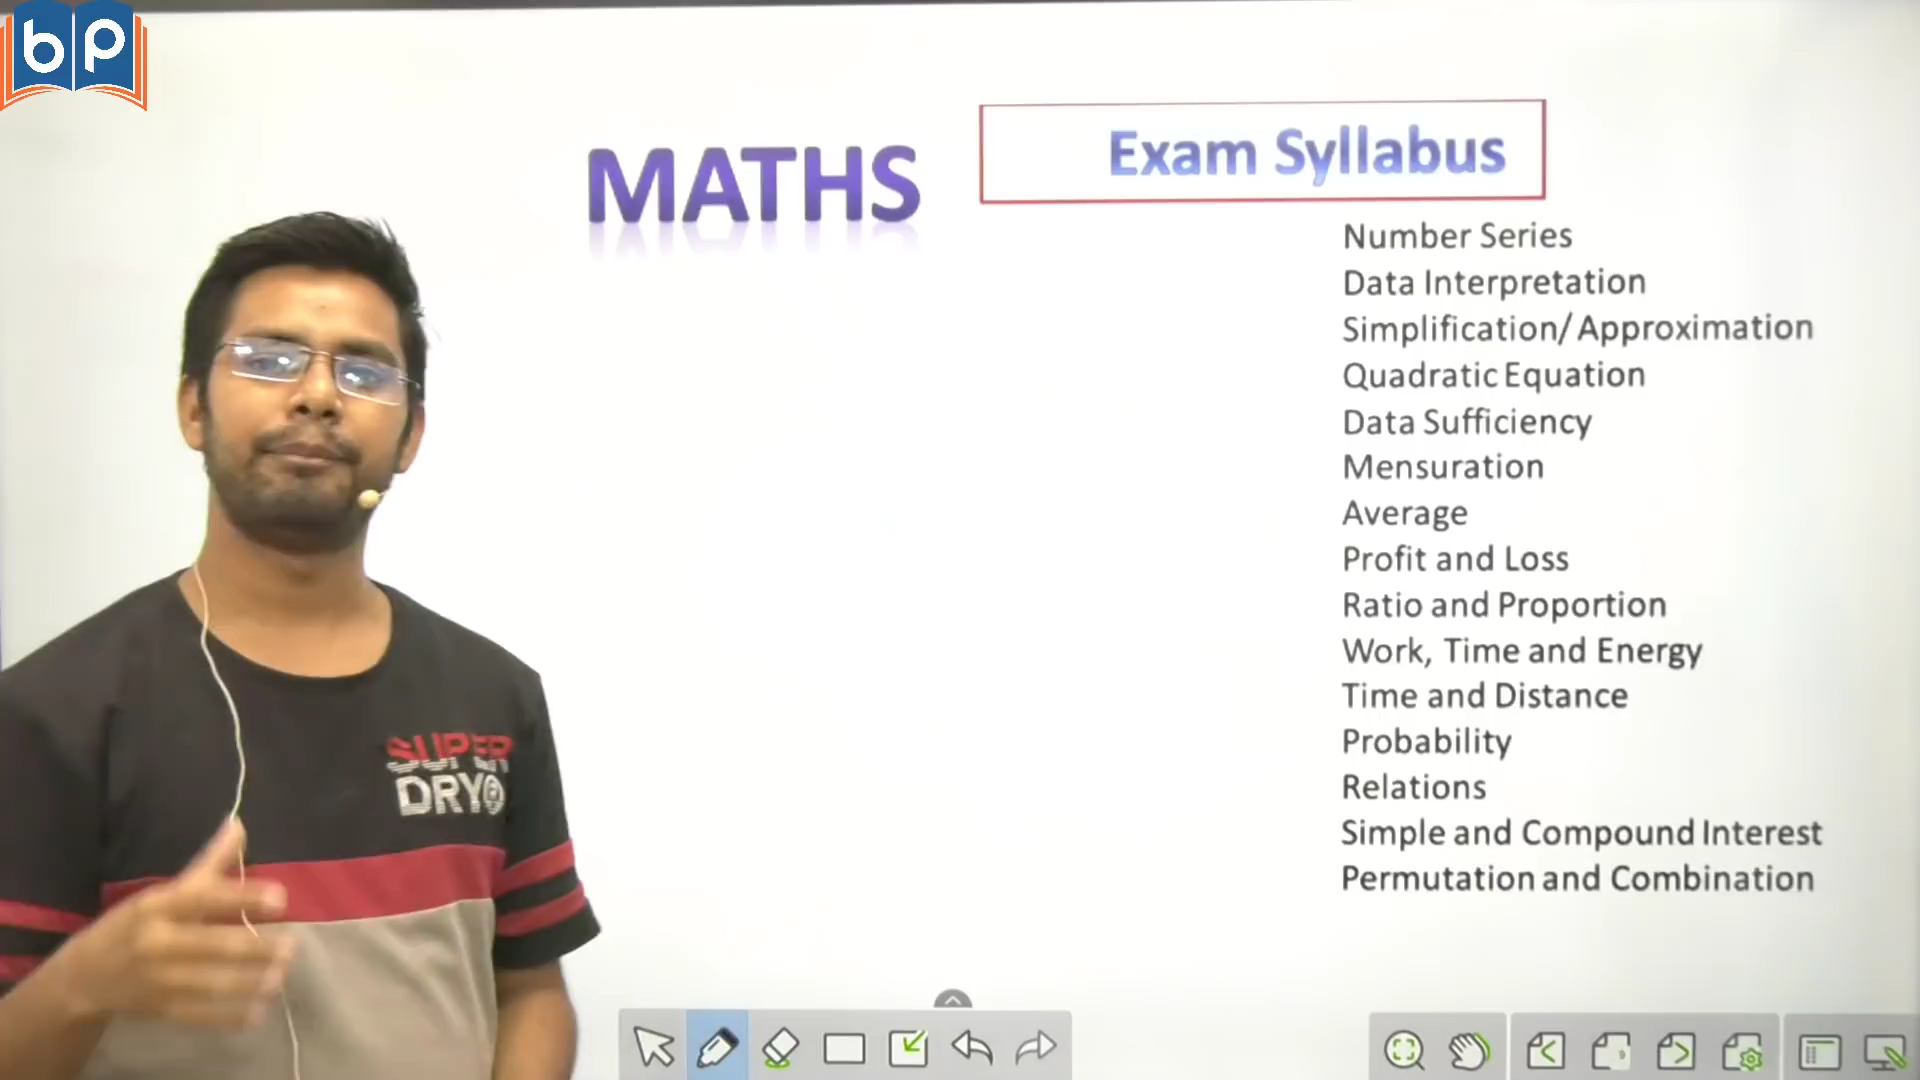 bp
MATHS
Exam Syllabus
Number Series
Data Interpretation
Simplification/Approximation
Quadratic Equation
Data Sufficiency
Mensuration
Average
Profit and Loss
Ratio and Proportion
Work, Time and Energy
Time and Distance
Probability
Relations
Simple and Compound Interest
Permutation and Combination
SUPER
DRY®